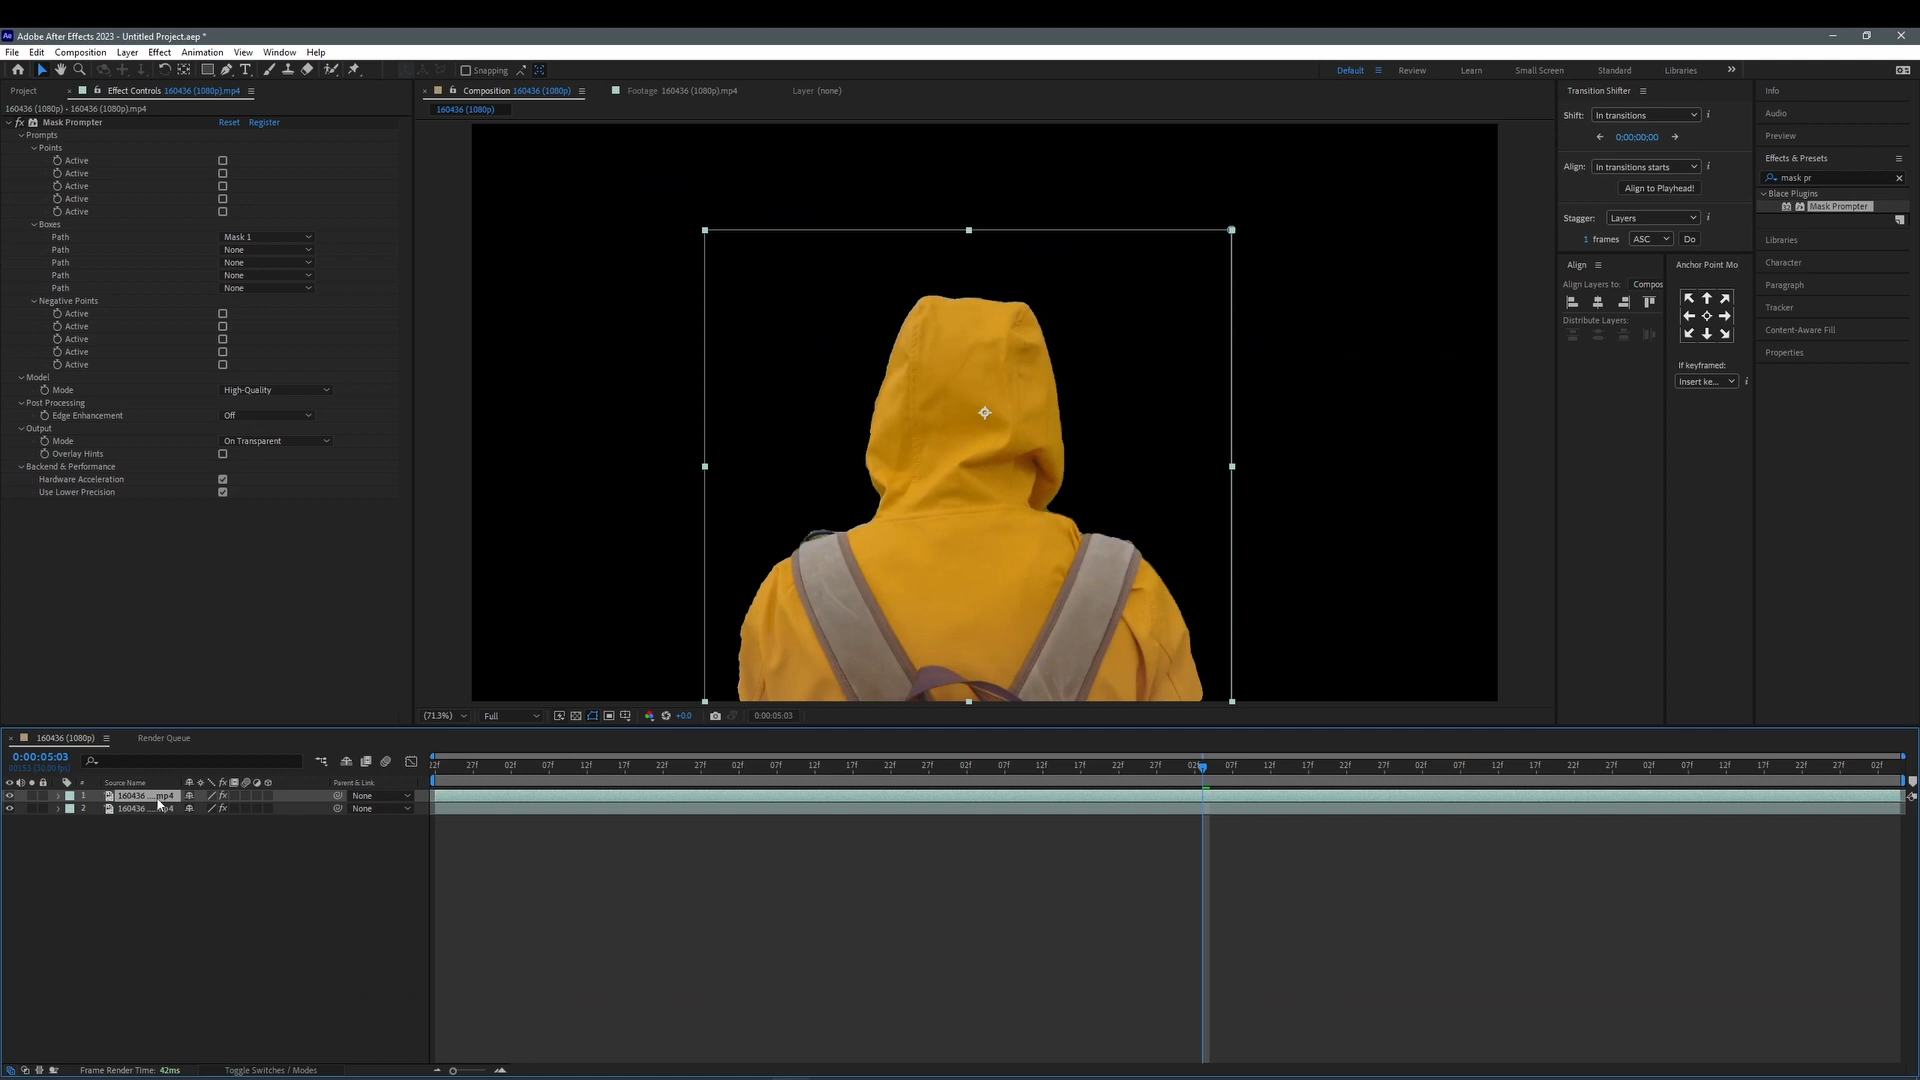 Adobe After Effects 2023 - Untitled Project.aep *
File Edit Composition Layer Effect Animation View Window Help
Snapping
Default Review Learn Small Screen Standard Libraries
Project Effect Controls 160436 (1080p).mp4
160436 (1080p) • 160436 (1080p).mp4
fx Mask Prompter Reset Register
Prompts
Points
Active
Active
Active
Active
Active
Boxes
Path Mask 1
Path None
Path None
Path None
Path None
Negative Points
Active
Active
Active
Active
Active
Model
Mode High-Quality
Post Processing
Edge Enhancement Off
Output
Mode On Transparent
Overlay Hints
Backend & Performance
Hardware Acceleration
Use Lower Precision
Composition 160436 (1080p) Footage 160436 (1080p).mp4 Layer (none)
160436 (1080p)
(71.3%) Full +0.0 0:00:05:03
Transition Shifter
Shift: In transitions
0;00;00;00
Align: In transitions starts
Align to Playhead!
Stagger: Layers
1 frames ASC Do
Align
Align Layers to: Compos
Distribute Layers:
Anchor Point Mo
If keyframed:
Insert ke...
Info
Audio
Preview
Effects & Presets
mask pr
Blace Plugins
Mask Prompter
Libraries
Character
Paragraph
Tracker
Content-Aware Fill
Properties
160436 (1080p) Render Queue
0:00:05:03
00153 (30.00 fps)
:22f 27f 02f 07f 12f 17f 22f 27f 02f 07f 12f 17f 22f 27f 02f 07f 12f 17f 22f 27f 02f 07f 12f 17f 22f 27f 02f 07f 12f 17f 22f 27f 02f 07f 12f 17f 22f 27f 02f
# Source Name Parent & Link
1 160436 ....mp4 fx None
2 160436 ....mp4 fx None
Frame Render Time: 42ms Toggle Switches / Modes